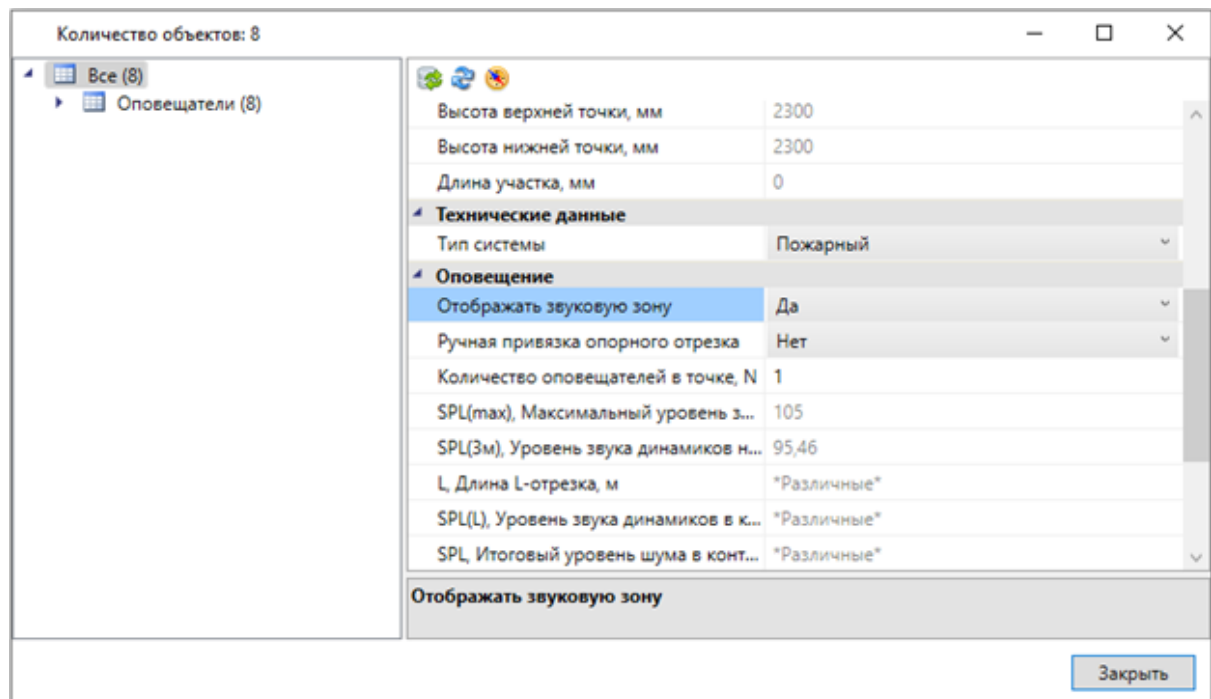 Количество объектов: 8
Все (8)
Оповещатели (8)
Высота верхней точки, мм 2300
Высота нижней точки, мм 2300
Длина участка, мм 0
Технические данные
Тип системы Пожарный
Оповещение
Отображать звуковую зону Да
Ручная привязка опорного отрезка Нет
Количество оповещателей в точке, N 1
SPL(max), Максимальный уровень з... 105
SPL(3м), Уровень звука динамиков н... 95,46
L, Длина L-отрезка, м *Различные*
SPL(L), Уровень звука динамиков в к... *Различные*
SPL, Итоговый уровень шума в конт... *Различные*
Отображать звуковую зону
Закрыть